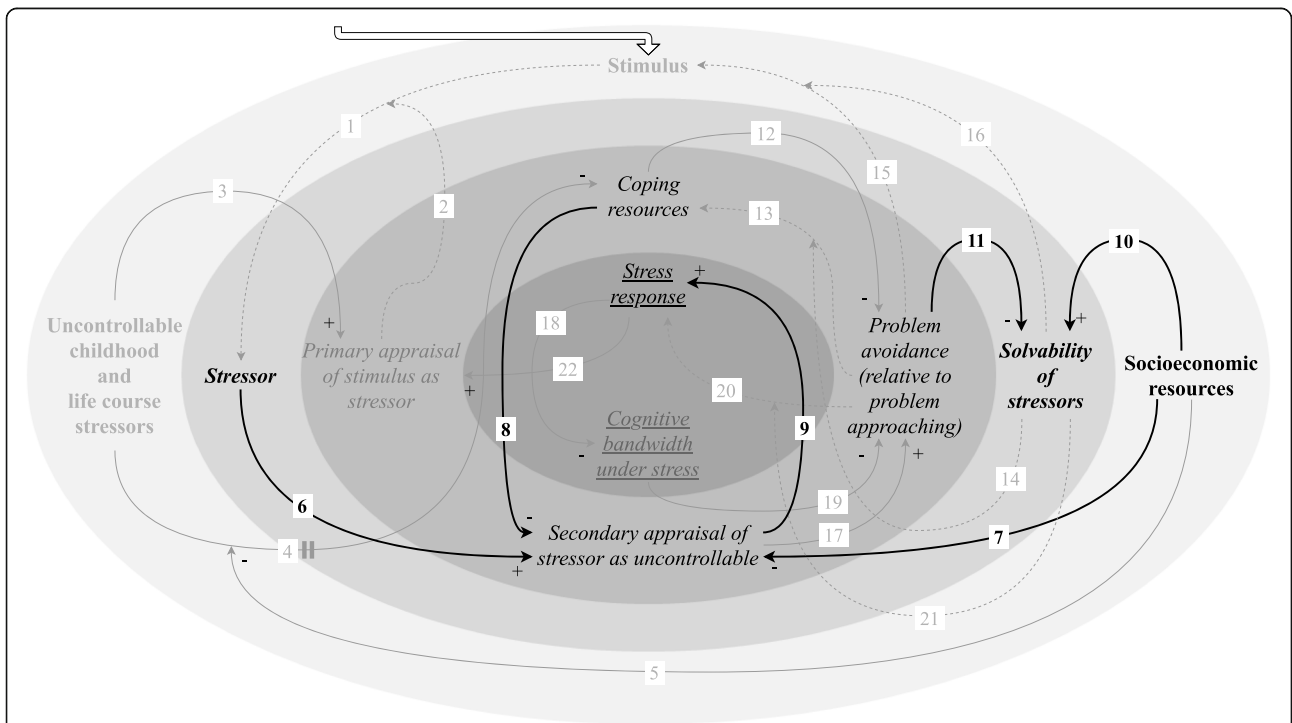 Stimulus
1
2
3
12
15
16
13
11
10
Coping
resources
Stress
response
18
22
20
Cognitive
bandwidth
under stress
Uncontrollable
childhood
and
life course
stressors
Stressor
Primary appraisal
of stimulus as
stressor
Problem
avoidance
(relative to
problem
approaching)
Solvability
of
stressors
Socioeconomic
resources
8
9
6
19
14
17
7
4
Secondary appraisal of
stressor as uncontrollable
21
5
+
-
-
+
-
+
+
-
-
+
-
+
-
-
+
-